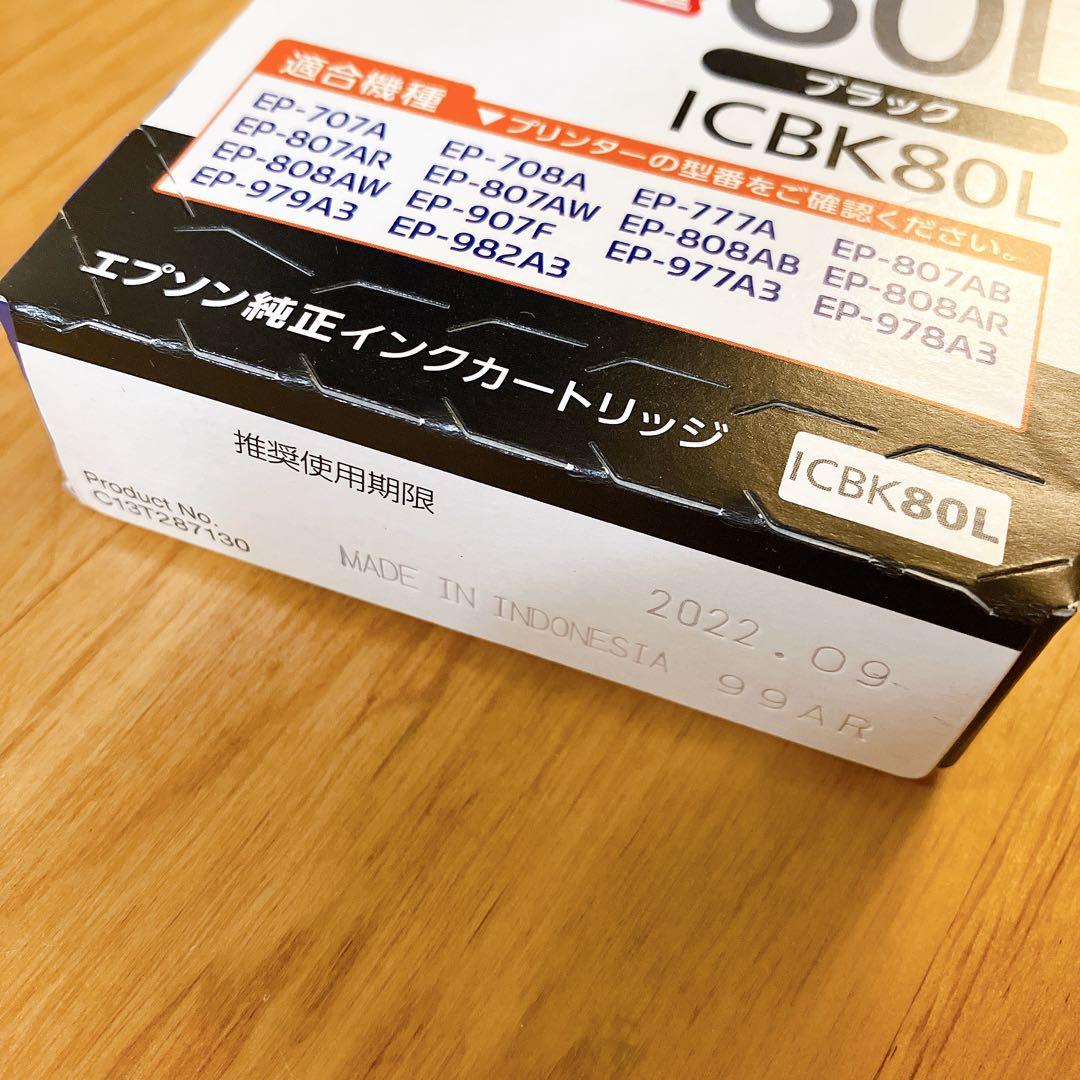 80L
ブラック
ICBK80L
適合機種 ▼プリンターの型番をご確認ください。
EP-707A EP-708A EP-777A EP-807AB
EP-807AR EP-807AW EP-808AB EP-808AR
EP-808AW EP-907F EP-977A3 EP-978A3
EP-979A3 EP-982A3
エプソン純正インクカートリッジ
ICBK80L
推奨使用期限
2022.09
Product No.
C13T287130
MADE IN INDONESIA
99AR